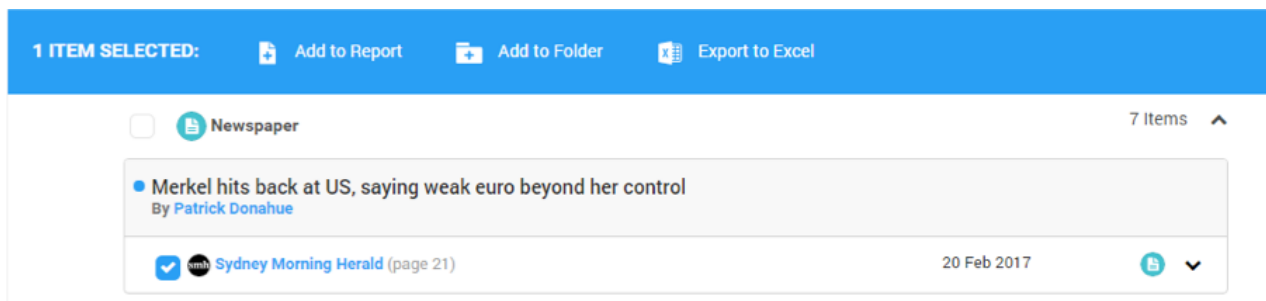 1 ITEM SELECTED: Add to Report Add to Folder Export to Excel
Newspaper 7 Items
Merkel hits back at US, saying weak euro beyond her control
By Patrick Donahue
smh Sydney Morning Herald (page 21) 20 Feb 2017